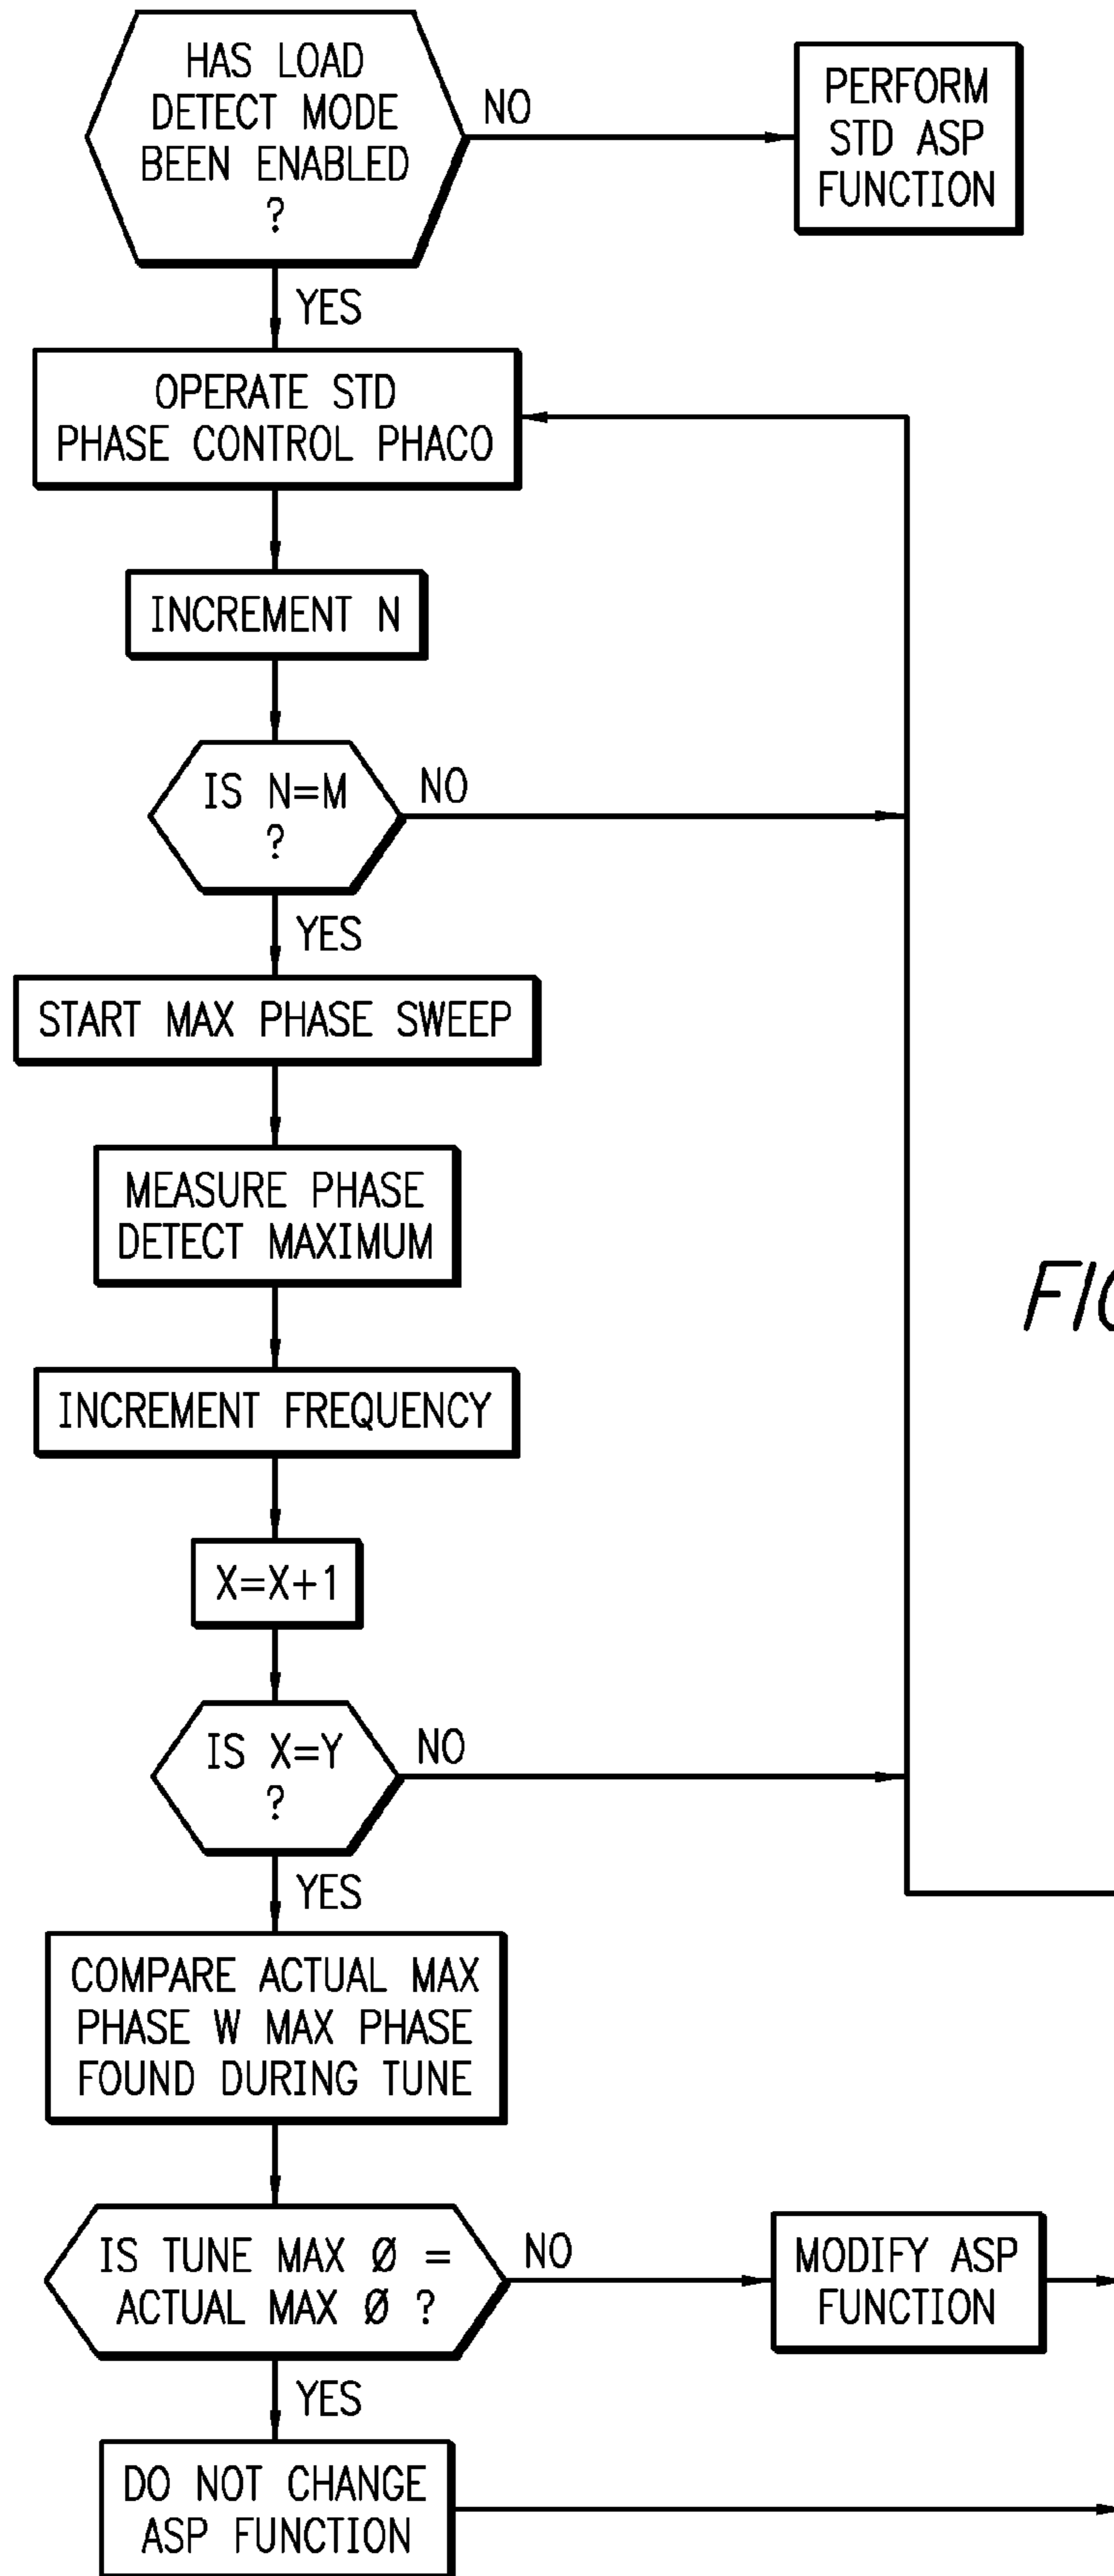 HAS LOAD
DETECT MODE
BEEN ENABLED
?
NO
PERFORM
STD ASP
FUNCTION
YES
OPERATE STD
PHASE CONTROL PHACO
INCREMENT N
IS N=M
?
NO
YES
START MAX PHASE SWEEP
MEASURE PHASE
DETECT MAXIMUM
INCREMENT FREQUENCY
X=X+1
IS X=Y
?
NO
YES
COMPARE ACTUAL MAX
PHASE W MAX PHASE
FOUND DURING TUNE
IS TUNE MAX Ø =
ACTUAL MAX Ø ?
NO
MODIFY ASP
FUNCTION
YES
DO NOT CHANGE
ASP FUNCTION